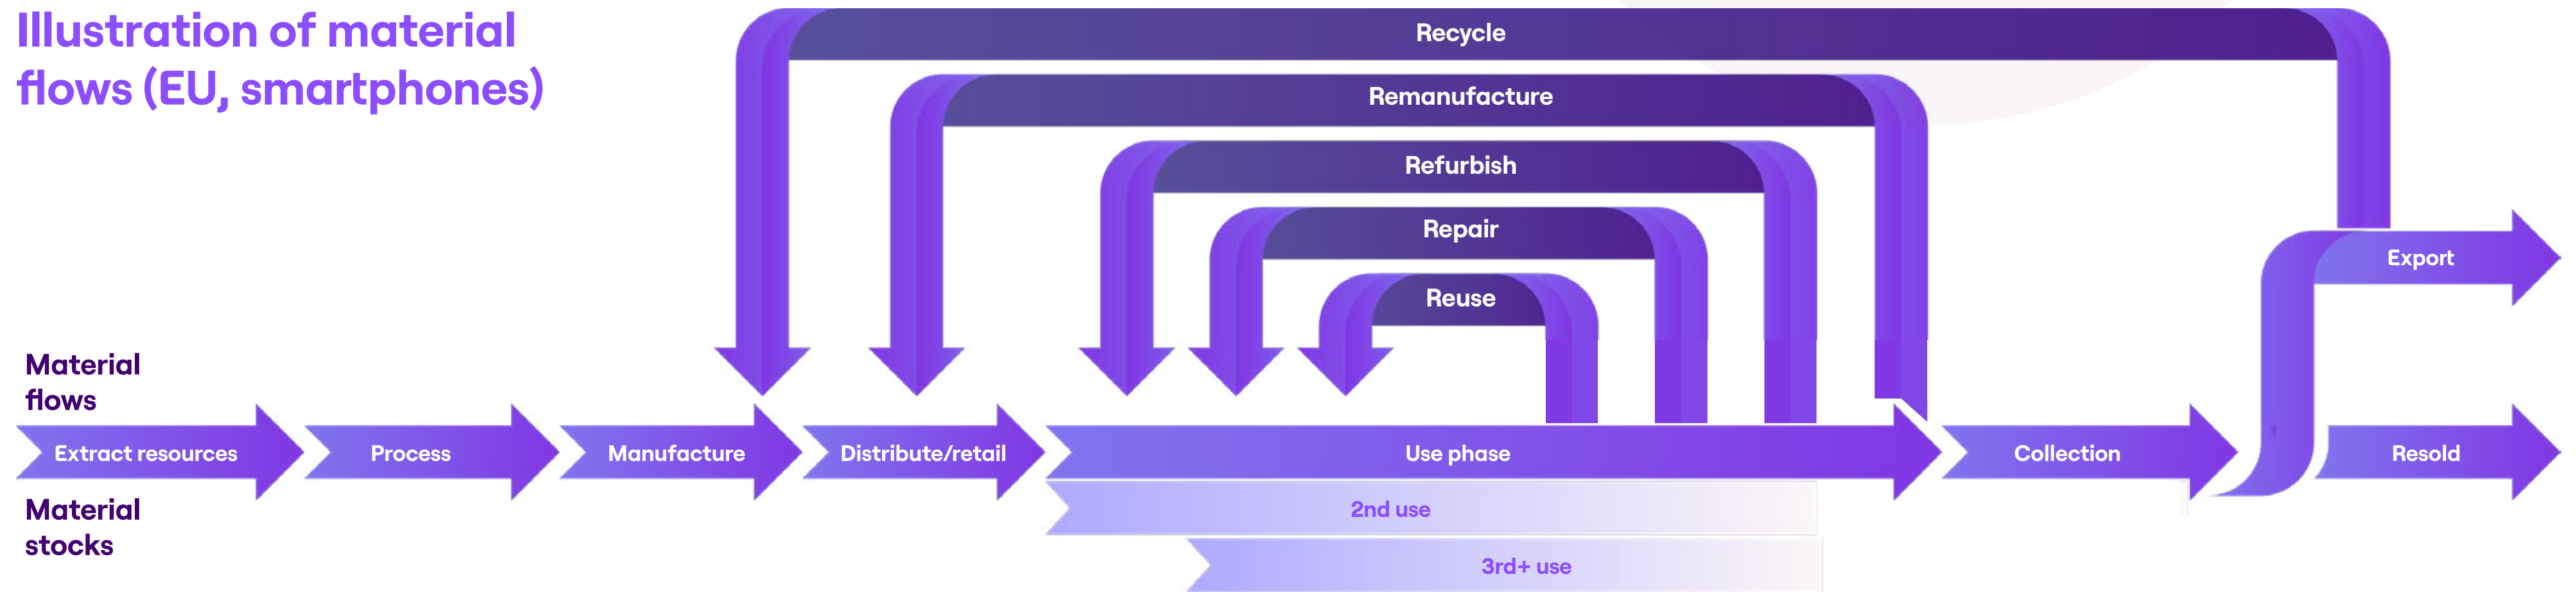 Illustration of material
flows (EU, smartphones)
Recycle
Remanufacture
Refurbish
Repair
Reuse
Export
Material
flows
Extract resources
Process
Manufacture
Distribute/retail
Use phase
Collection
Resold
Material
stocks
2nd use
3rd+ use